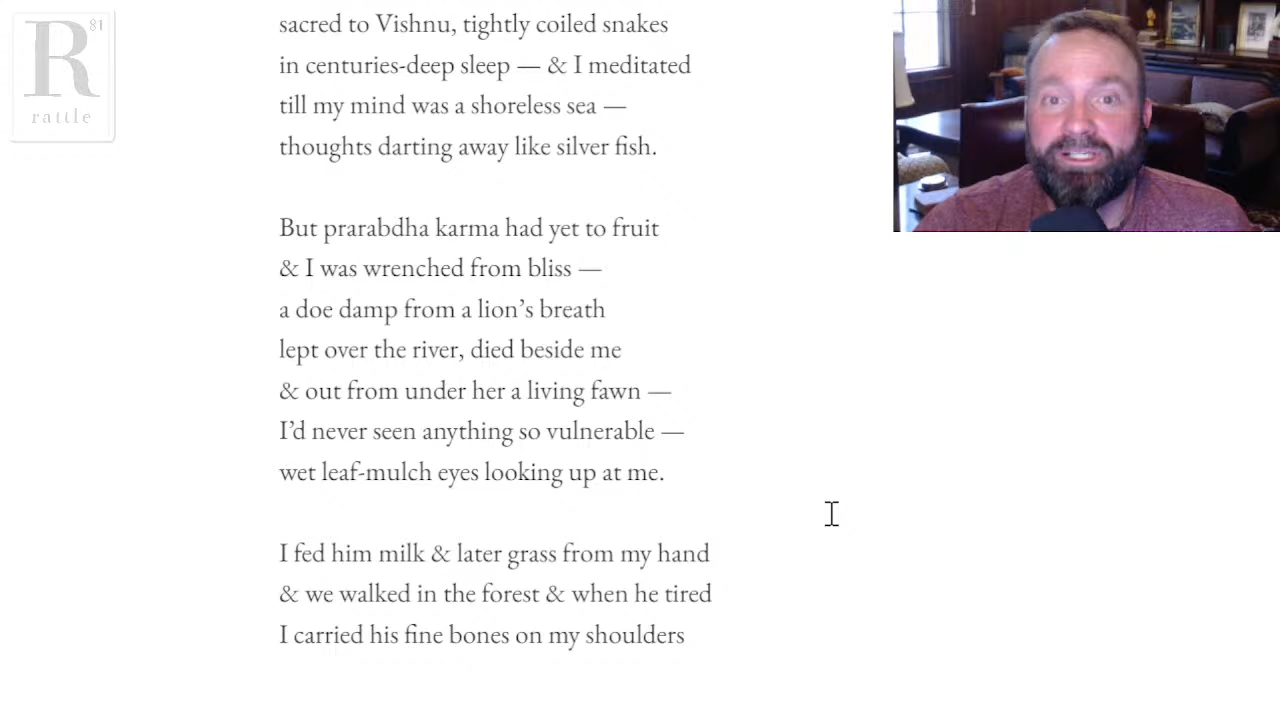 R 81
rattle
sacred to Vishnu, tightly coiled snakes
in centuries-deep sleep — & I meditated
till my mind was a shoreless sea —
thoughts darting away like silver fish.
But prarabdha karma had yet to fruit
& I was wrenched from bliss —
a doe damp from a lion’s breath
lept over the river, died beside me
& out from under her a living fawn —
I’d never seen anything so vulnerable —
wet leaf-mulch eyes looking up at me.
I fed him milk & later grass from my hand
& we walked in the forest & when he tired
I carried his fine bones on my shoulders